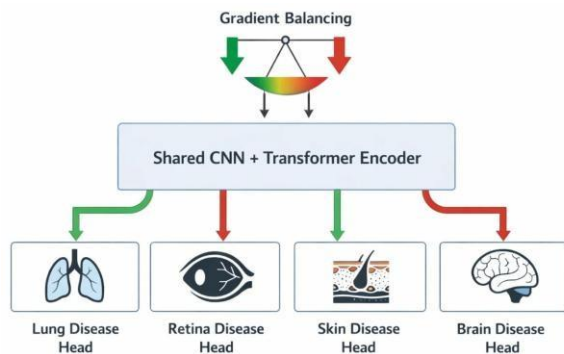 Gradient Balancing
Shared CNN + Transformer Encoder
Lung Disease
Head
Retina Disease
Head
Skin Disease
Head
Brain Disease
Head